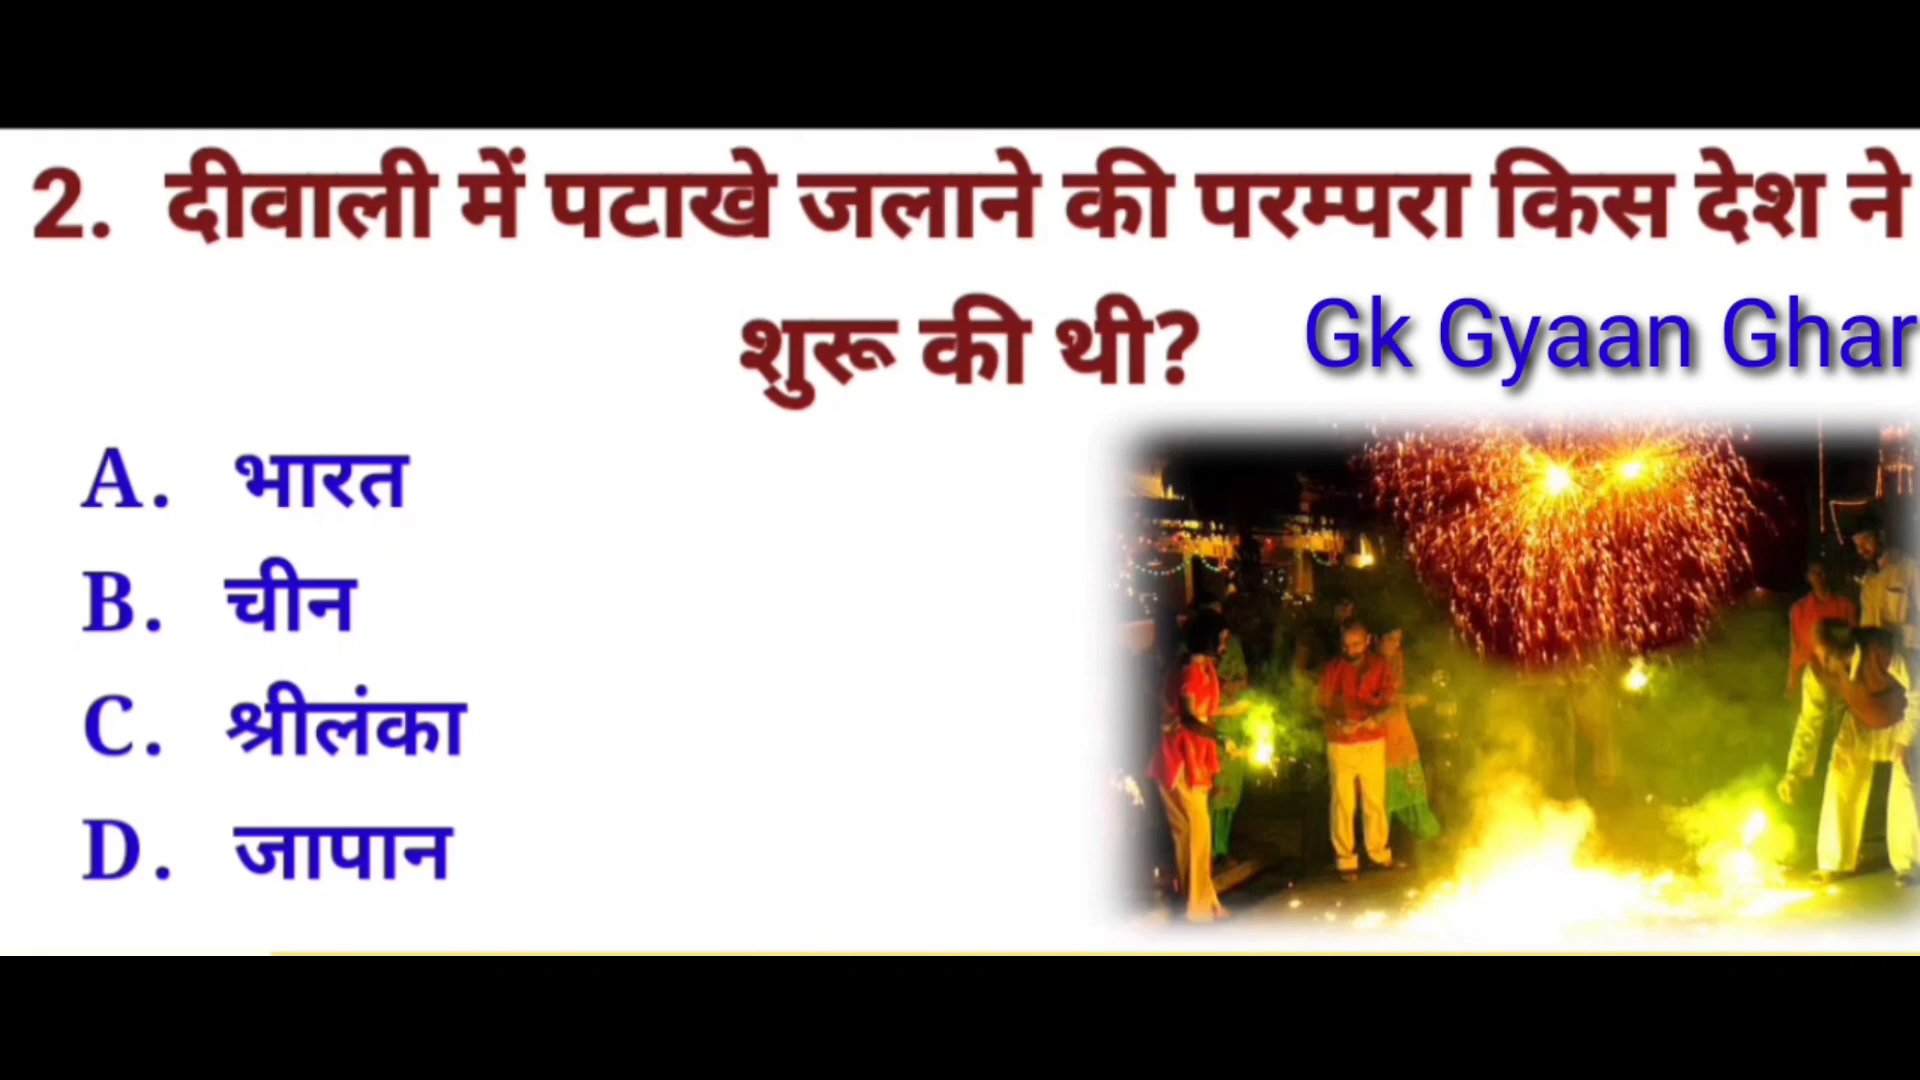 2. दीवाली में पटाखे जलाने की परम्परा किस देश ने
शुरू की थी?
Gk Gyaan Ghar
A. भारत
B. चीन
C. श्रीलंका
D. जापान